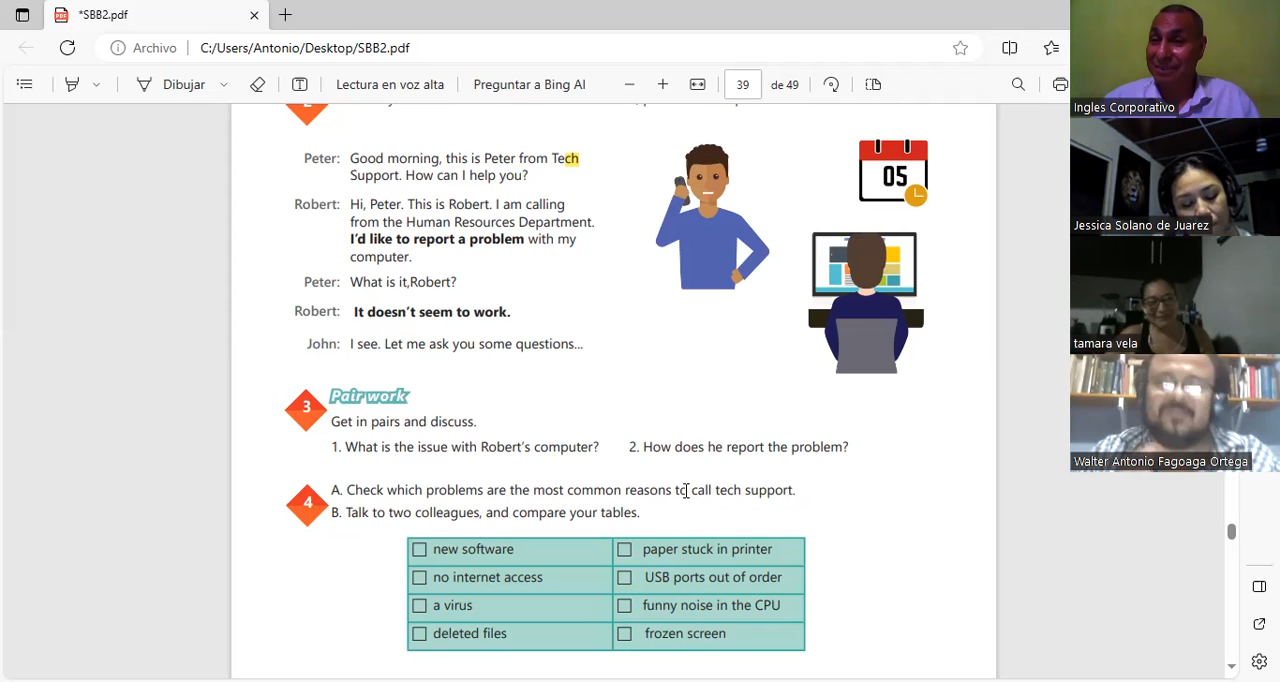 *SBB2.pdf
Archivo
C:/Users/Antonio/Desktop/SBB2.pdf
Dibujar
Lectura en voz alta
Preguntar a Bing AI
39
de 49
Peter: Good morning, this is Peter from Tech
Support. How can I help you?
05
Robert: Hi, Peter. This is Robert. I am calling
from the Human Resources Department.
I'd like to report a problem with my
computer.
Peter: What is it,Robert?
Robert: It doesn't seem to work.
John: I see. Let me ask you some questions...
3
Pair work
Get in pairs and discuss.
1. What is the issue with Robert's computer? 2. How does he report the problem?
4
A. Check which problems are the most common reasons to call tech support.
B. Talk to two colleagues, and compare your tables.
new software paper stuck in printer
no internet access USB ports out of order
a virus funny noise in the CPU
deleted files frozen screen
Ingles Corporativo
Jessica Solano de Juarez
tamara vela
Walter Antonio Fagoaga Ortega